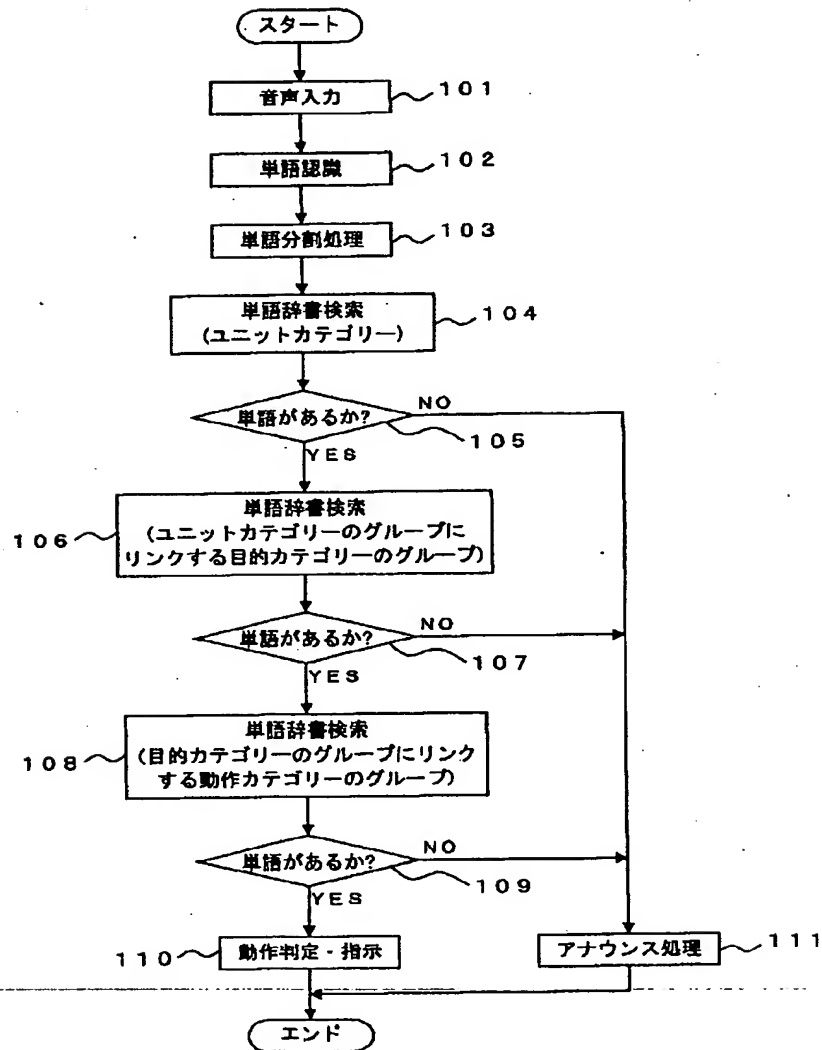 スタート
音声入力
101
単語認識
102
単語分割処理
103
単語辞書検索
(ユニットカテゴリー)
104
単語があるか?
NO
105
YES
単語辞書検索
(ユニットカテゴリーのグループに
リンクする目的カテゴリーのグループ)
106
単語があるか?
NO
107
YES
単語辞書検索
(目的カテゴリーのグループにリンク
する動作カテゴリーのグループ)
108
単語があるか?
NO
109
YES
110
動作判定・指示
アナウンス処理
111
エンド